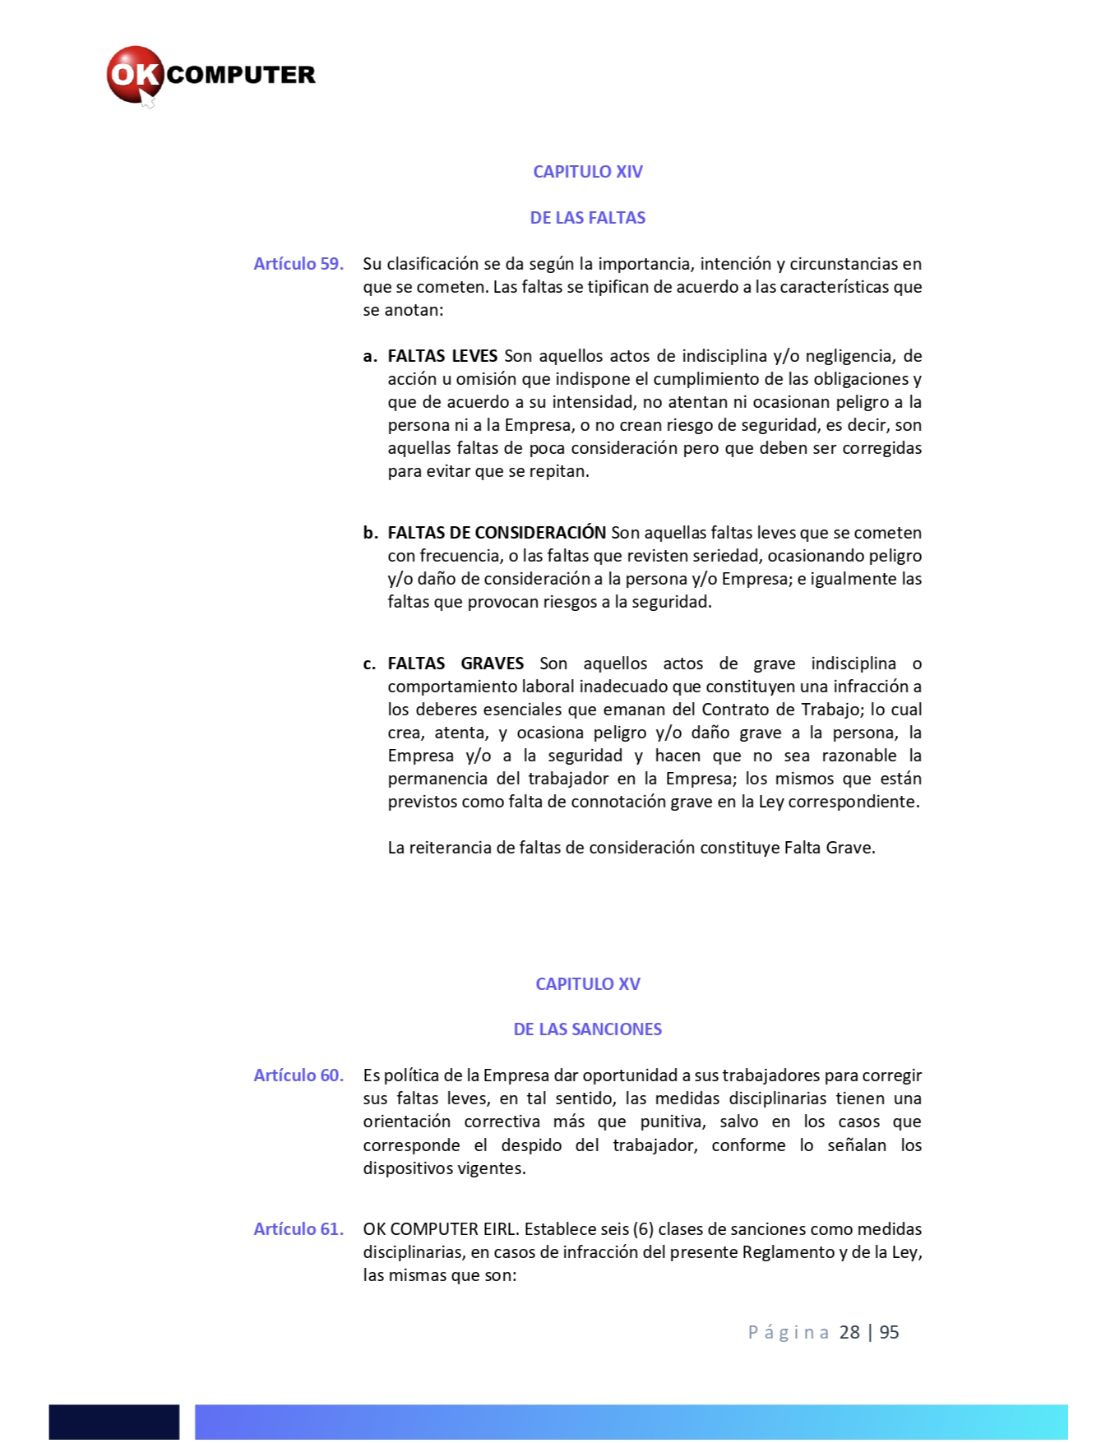 OK COMPUTER
CAPITULO XIV
DE LAS FALTAS
Artículo 59. Su clasificación se da según la importancia, intención y circunstancias en
que se cometen. Las faltas se tipifican de acuerdo a las características que
se anotan:
a. FALTAS LEVES Son aquellos actos de indisciplina y/o negligencia, de
acción u omisión que indispone el cumplimiento de las obligaciones y
que de acuerdo a su intensidad, no atentan ni ocasionan peligro a la
persona ni a la Empresa, o no crean riesgo de seguridad, es decir, son
aquellas faltas de poca consideración pero que deben ser corregidas
para evitar que se repitan.
b. FALTAS DE CONSIDERACIÓN Son aquellas faltas leves que se cometen
con frecuencia, o las faltas que revisten seriedad, ocasionando peligro
y/o daño de consideración a la persona y/o Empresa; e igualmente las
faltas que provocan riesgos a la seguridad.
c. FALTAS GRAVES Son aquellos actos de grave indisciplina o
comportamiento laboral inadecuado que constituyen una infracción a
los deberes esenciales que emanan del Contrato de Trabajo; lo cual
crea, atenta, y ocasiona peligro y/o daño grave a la persona, la
Empresa y/o a la seguridad y hacen que no sea razonable la
permanencia del trabajador en la Empresa; los mismos que están
previstos como falta de connotación grave en la Ley correspondiente.
La reiterancia de faltas de consideración constituye Falta Grave.
CAPITULO XV
DE LAS SANCIONES
Artículo 60. Es política de la Empresa dar oportunidad a sus trabajadores para corregir
sus faltas leves, en tal sentido, las medidas disciplinarias tienen una
orientación correctiva más que punitiva, salvo en los casos que
corresponde el despido del trabajador, conforme lo señalan los
dispositivos vigentes.
Artículo 61. OK COMPUTER EIRL. Establece seis (6) clases de sanciones como medidas
disciplinarias, en casos de infracción del presente Reglamento y de la Ley,
las mismas que son:
Página 28 | 95